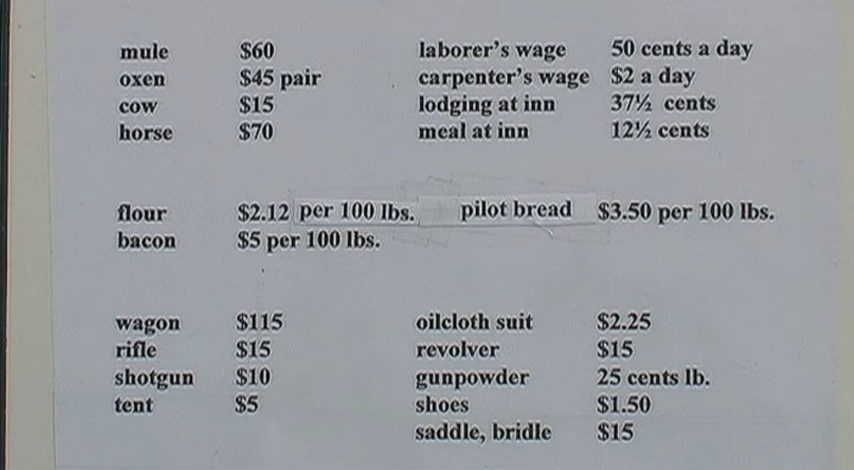 mule $60 laborer's wage 50 cents a day
oxen $45 pair carpenter's wage $2 a day
cow $15 lodging at inn 37½ cents
horse $70 meal at inn 12½ cents
flour $2.12 per 100 lbs. pilot bread $3.50 per 100 lbs.
bacon $5 per 100 lbs.
wagon $115 oilcloth suit $2.25
rifle $15 revolver $15
shotgun $10 gunpowder 25 cents lb.
tent $5 shoes $1.50
saddle, bridle $15